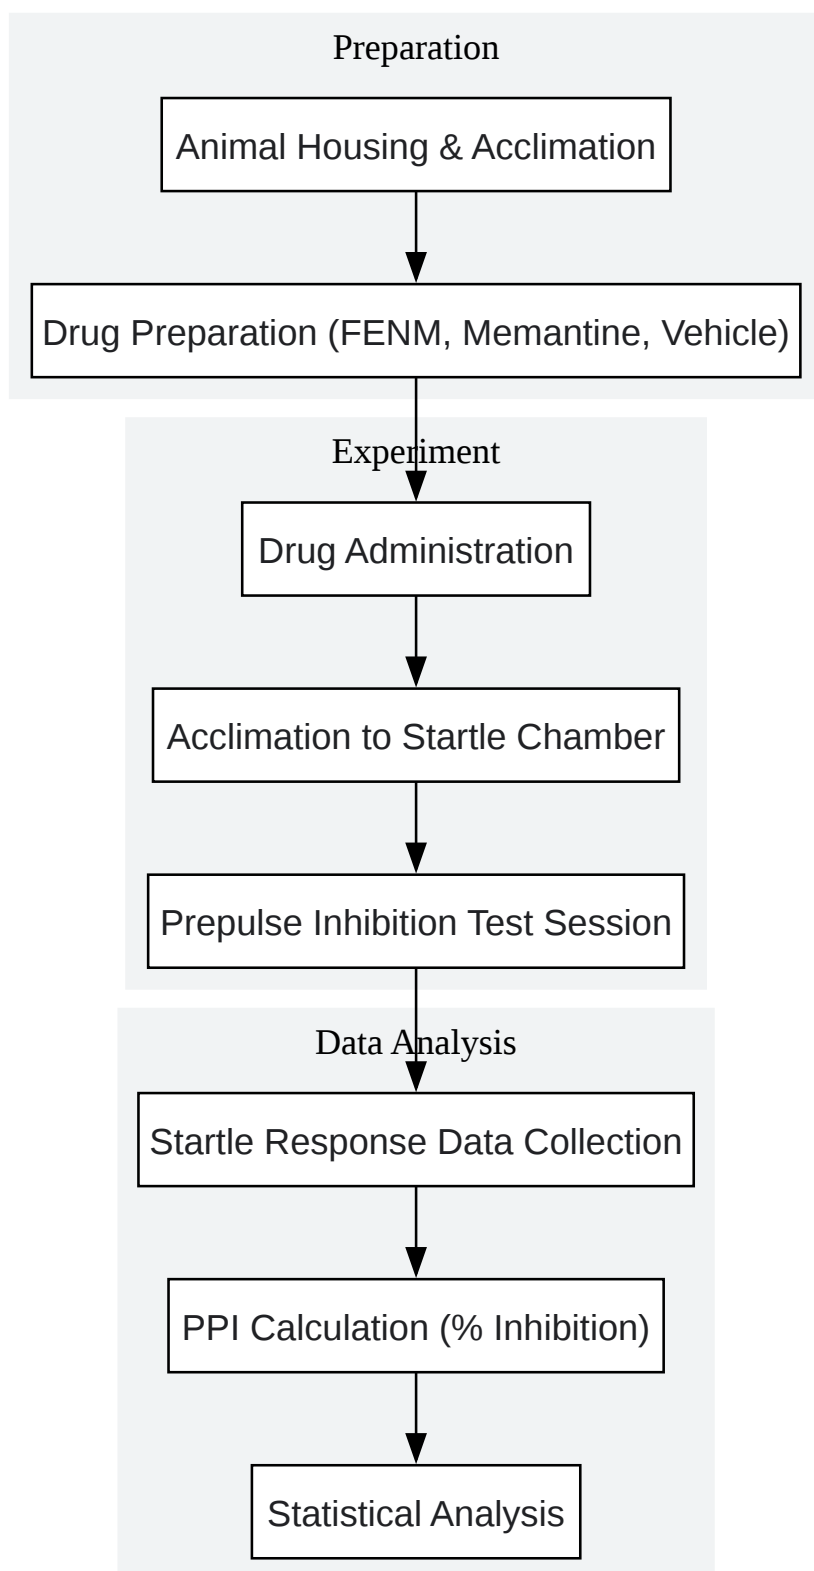 Preparation
Animal Housing & Acclimation
Drug Preparation (FENM, Memantine, Vehicle)
Experiment
Drug Administration
Acclimation to Startle Chamber
Prepulse Inhibition Test Session
Data Analysis
Startle Response Data Collection
PPI Calculation (% Inhibition)
Statistical Analysis